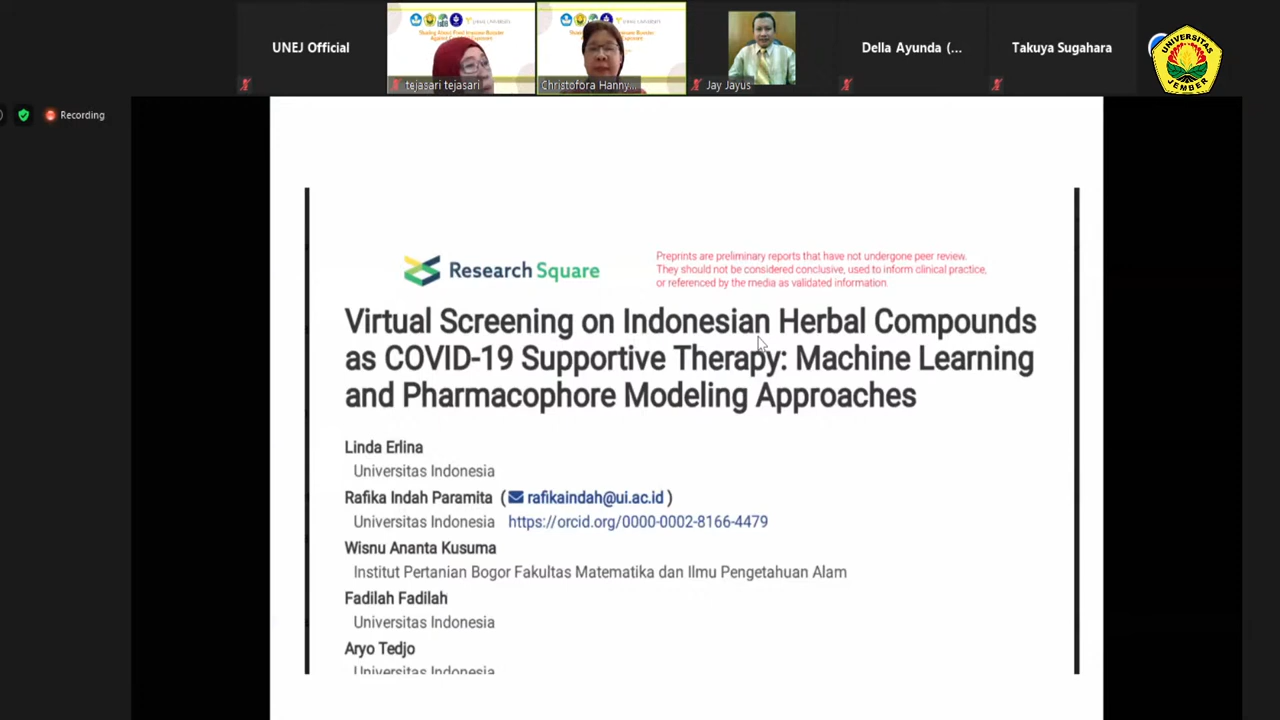 UNEJ Official
tejasari tejasari
Christofora Hanny...
Jay Jayus
Della Ayunda (...
Takuya Sugahara
UNIVERSITAS
JEMBER
Recording
Research Square
Preprints are preliminary reports that have not undergone peer review.
They should not be considered conclusive, used to inform clinical practice,
or referenced by the media as validated information.
Virtual Screening on Indonesian Herbal Compounds
as COVID-19 Supportive Therapy: Machine Learning
and Pharmacophore Modeling Approaches
Linda Erlina
Universitas Indonesia
Rafika Indah Paramita ( rafikaindah@ui.ac.id )
Universitas Indonesia https://orcid.org/0000-0002-8166-4479
Wisnu Ananta Kusuma
Institut Pertanian Bogor Fakultas Matematika dan Ilmu Pengetahuan Alam
Fadilah Fadilah
Universitas Indonesia
Aryo Tedjo
Universitas Indonesia